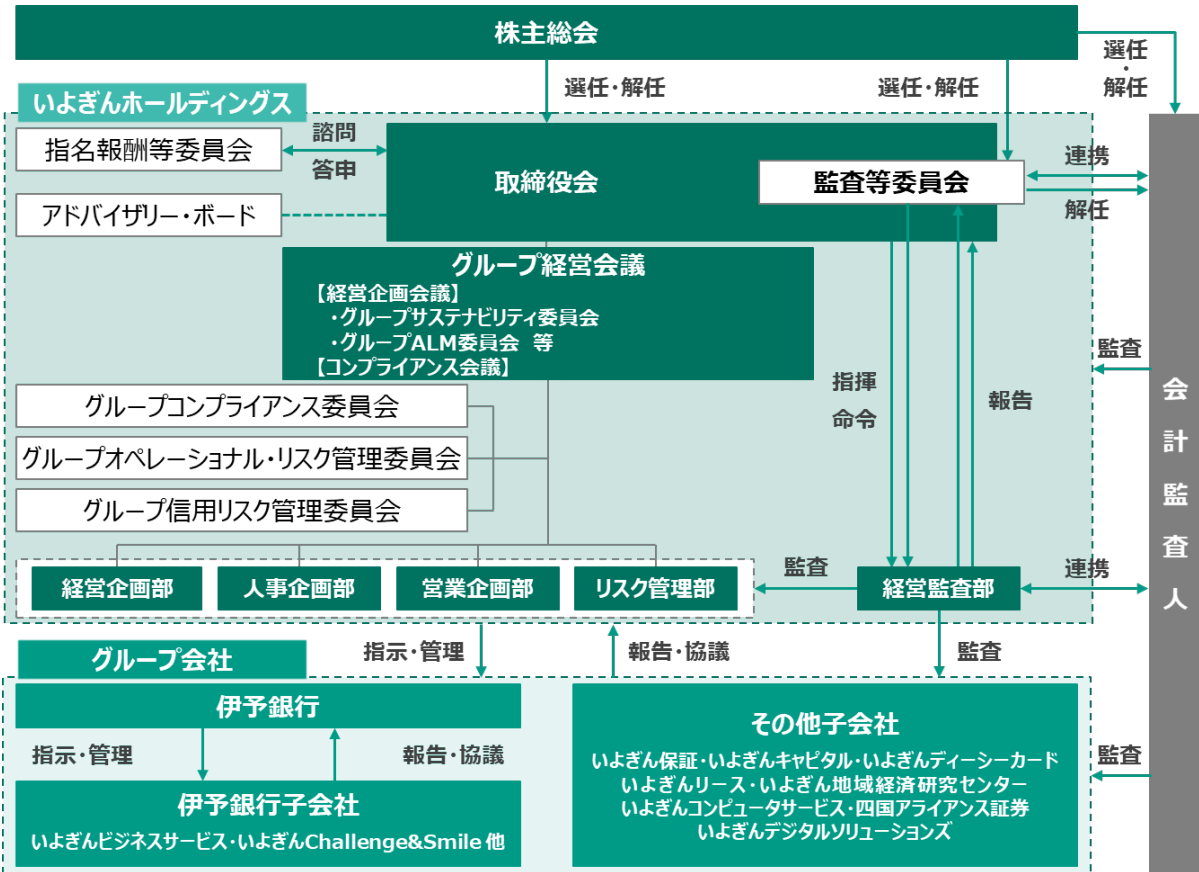 株主総会
選任・解任
選任・解任
選任
・
解任
いよぎんホールディングス
指名報酬等委員会
諮問
答申
取締役会
監査等委員会
連携
解任
アドバイザリー・ボード
グループ経営会議
【経営企画会議】
・グループサステナビリティ委員会
・グループALM委員会 等
【コンプライアンス会議】
監査
指揮
命令
報告
会計監査人
グループコンプライアンス委員会
グループオペレーショナル・リスク管理委員会
グループ信用リスク管理委員会
経営企画部
人事企画部
営業企画部
リスク管理部
監査
経営監査部
連携
グループ会社
指示・管理
報告・協議
監査
伊予銀行
指示・管理
報告・協議
伊予銀行子会社
いよぎんビジネスサービス・いよぎんChallenge&Smile 他
その他子会社
いよぎん保証・いよぎんキャピタル・いよぎんディーシーカード
いよぎんリース・いよぎん地域経済研究センター
いよぎんコンピュータサービス・四国アライアンス証券
いよぎんデジタルソリューションズ
監査